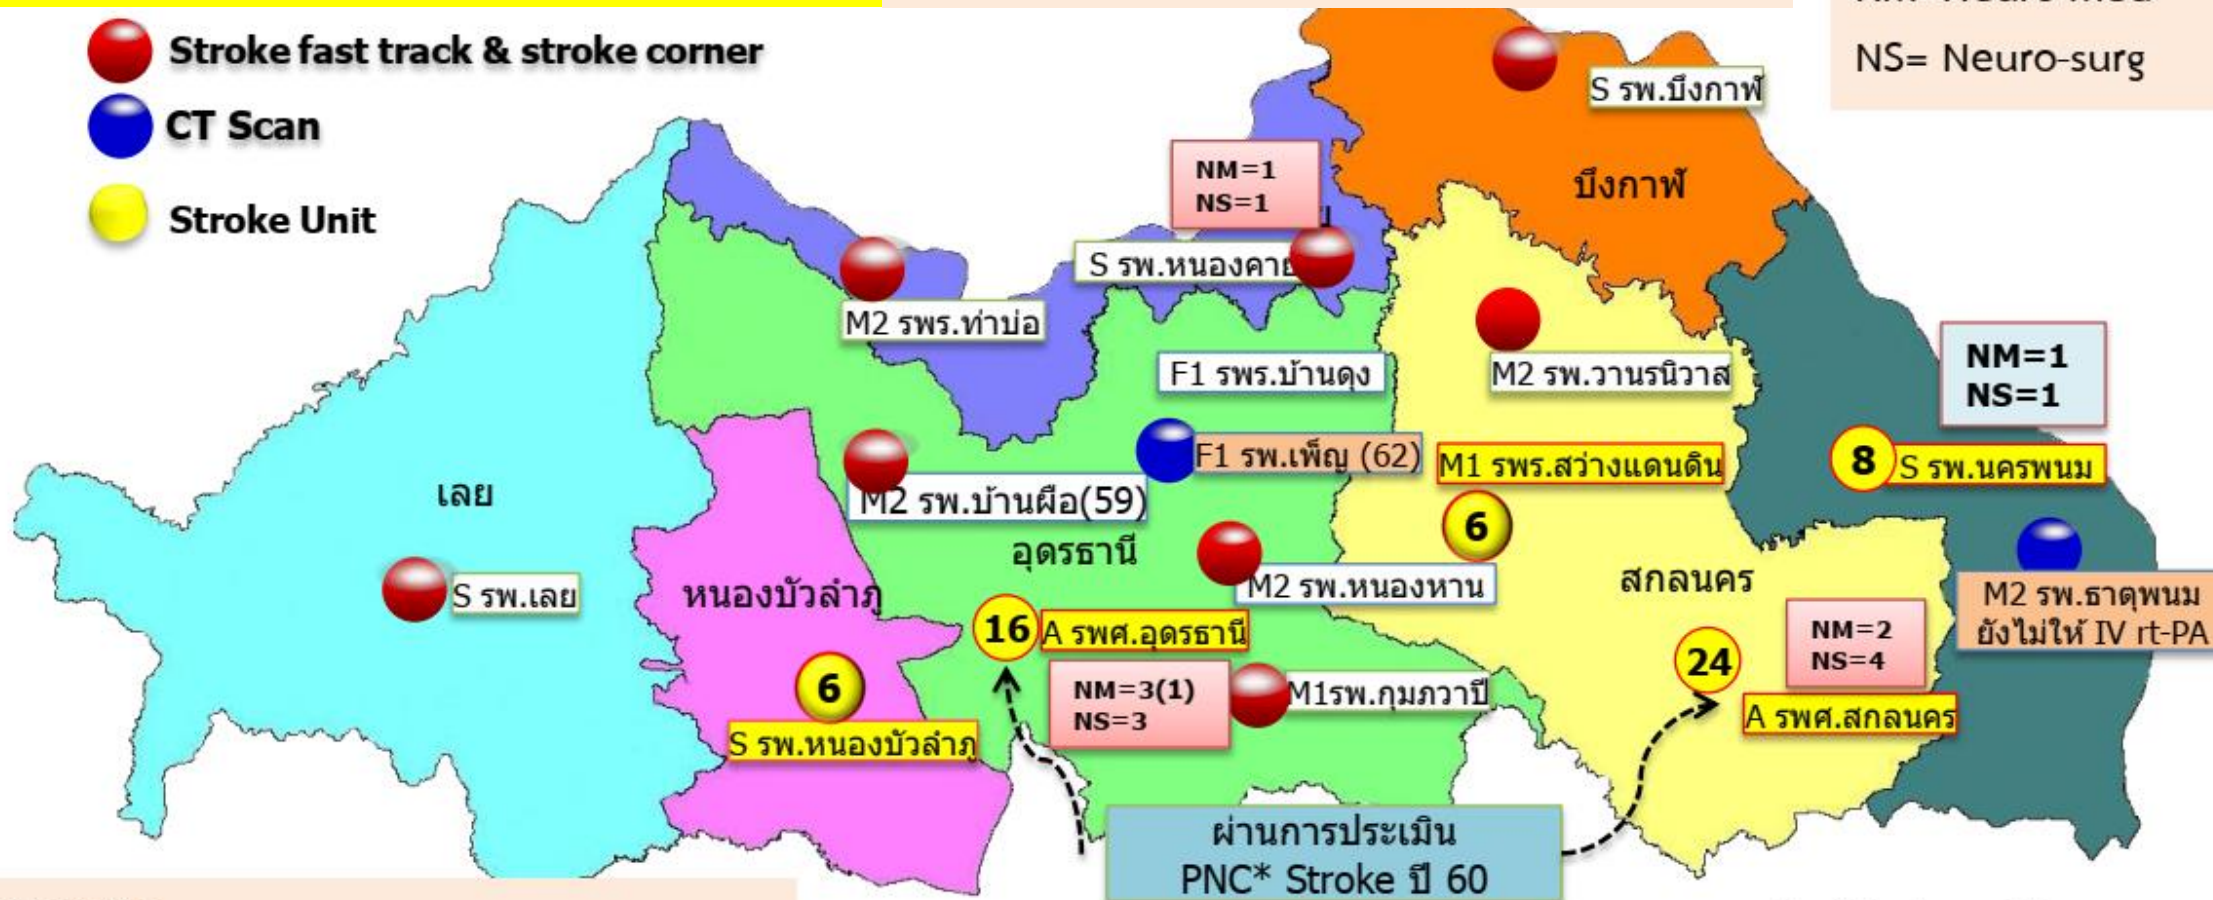 NS= Neuro-surg
Stroke fast track & stroke corner
CT Scan
Stroke Unit
S รพ.บึงกาฬ
บึงกาฬ
NM=1
NS=1
S รพ.หนองคาย
M2 รพร.ท่าบ่อ
F1 รพร.บ้านดุง
M2 รพ.วานรนิวาส
NM=1
NS=1
F1 รพ.เพ็ญ (62)
M1 รพร.สว่างแดนดิน
8
S รพ.นครพนม
เลย
M2 รพ.บ้านผือ(59)
6
อุดรธานี
M2 รพ.หนองหาน
สกลนคร
หนองบัวลำภู
S รพ.เลย
M2 รพ.ธาตุพนม
ยังไม่ให้ IV rt-PA
16
A รพศ.อุดรธานี
NM=2
NS=4
24
6
NM=3(1)
NS=3
M1รพ.กุมภวาปี
A รพศ.สกลนคร
S รพ.หนองบัวลำภู
ผ่านการประเมิน
PNC* Stroke ปี 60